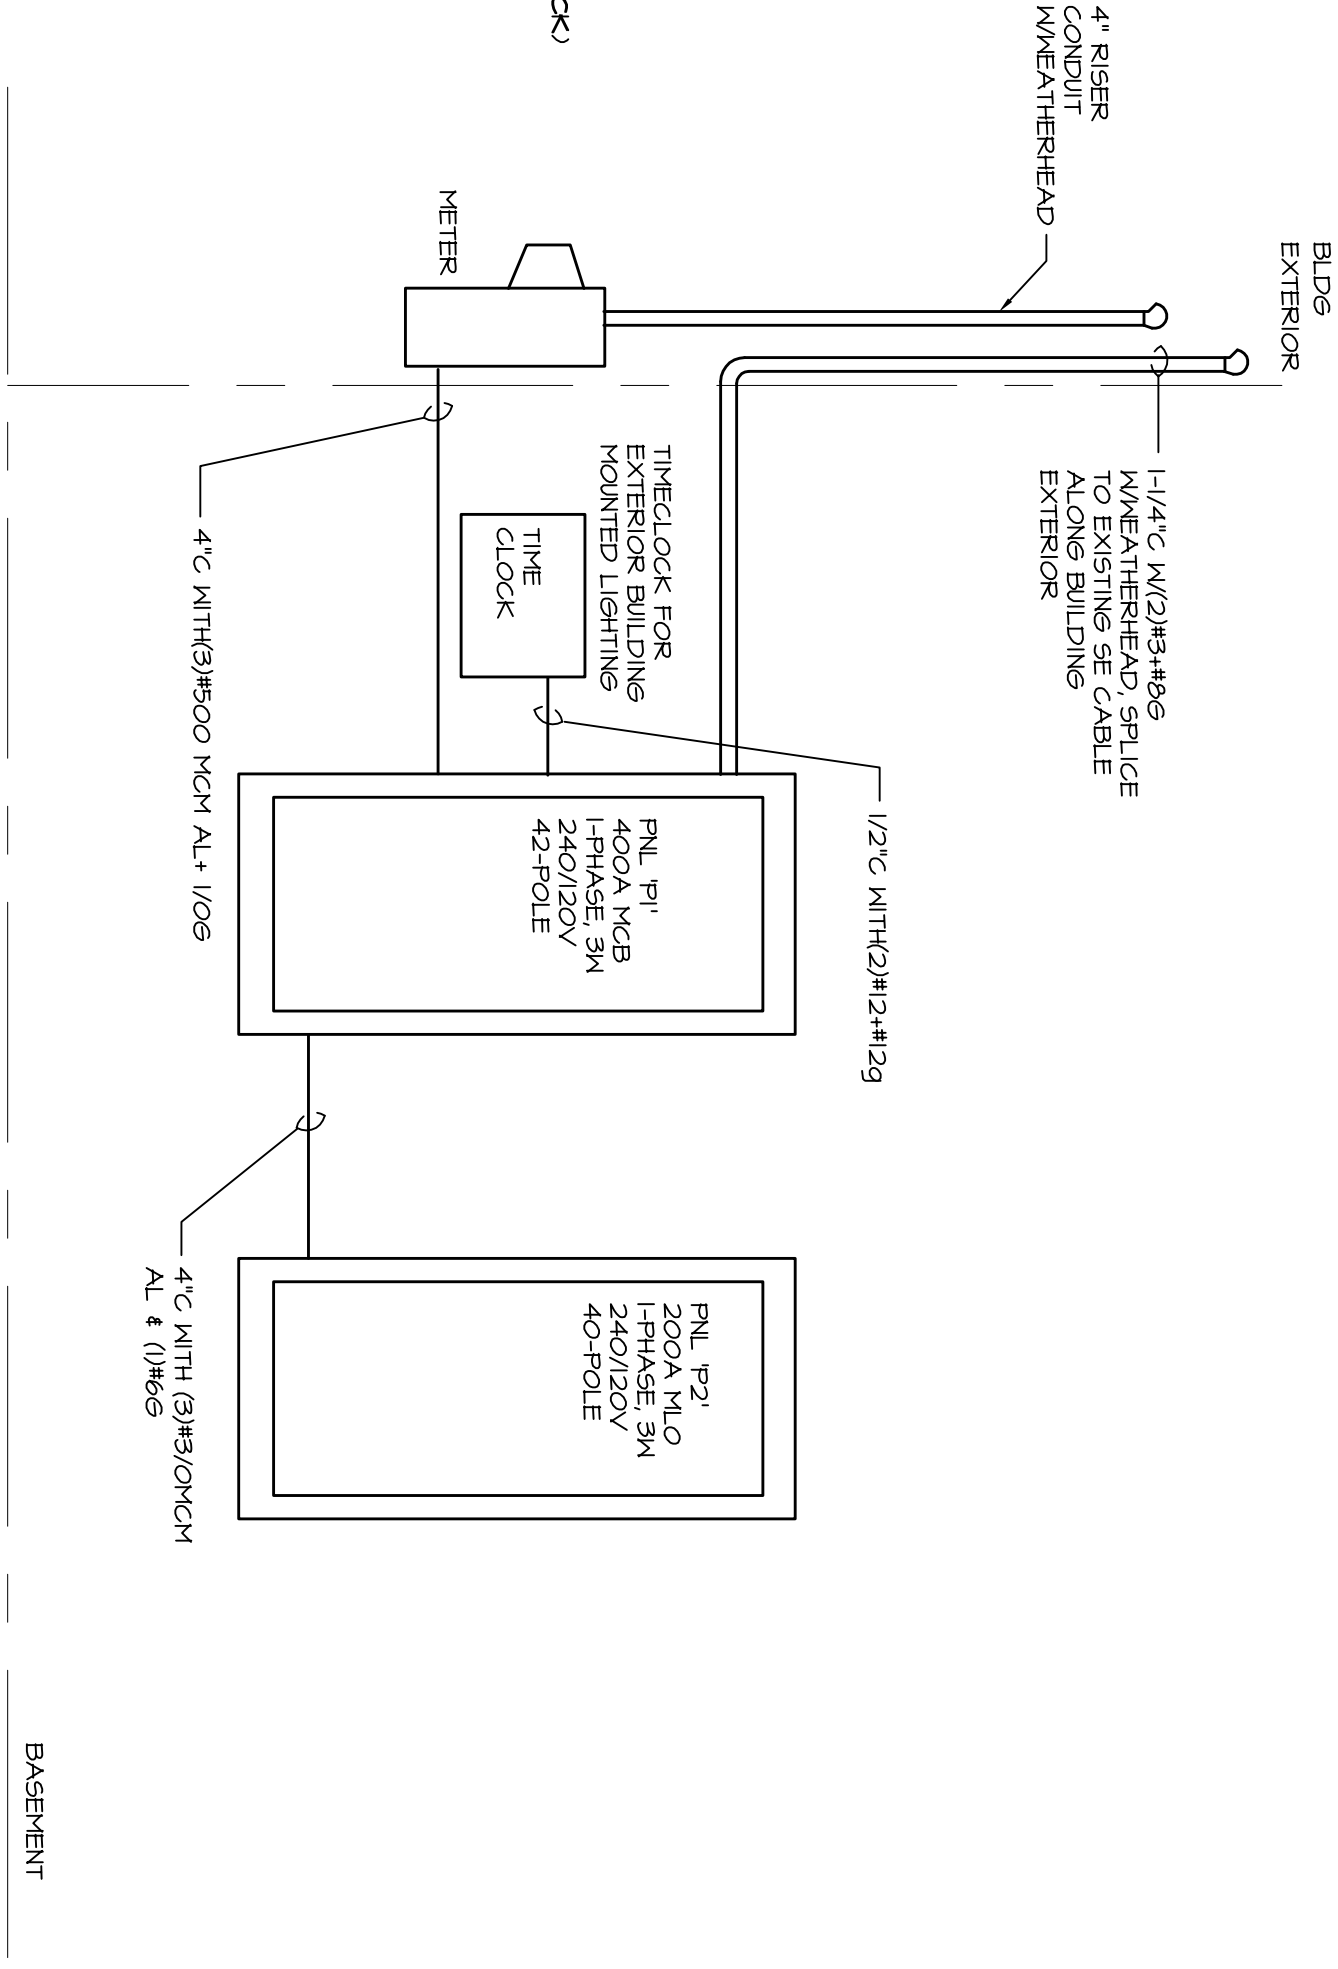 BLDG
EXTERIOR
4" RISER
CONDUIT
W/WEATHERHEAD
1-1/4"C W/(2)#3+#8G
W/WEATHERHEAD, SPLICE
TO EXISTING SE CABLE
ALONG BUILDING
EXTERIOR
CK)
METER
TIMECLOCK FOR
EXTERIOR BUILDING
MOUNTED LIGHTING
TIME
CLOCK
1/2"C WITH(2)#12+#12g
4"C WITH(3)#500 MCM AL+ 1/0G
PNL 'P1'
400A MCB
1-PHASE, 3W
240/120V
42-POLE
PNL 'P2'
200A MLO
1-PHASE, 3W
240/120V
40-POLE
4"C WITH (3)#3/0MCM
AL & (1)#6G
BASEMENT